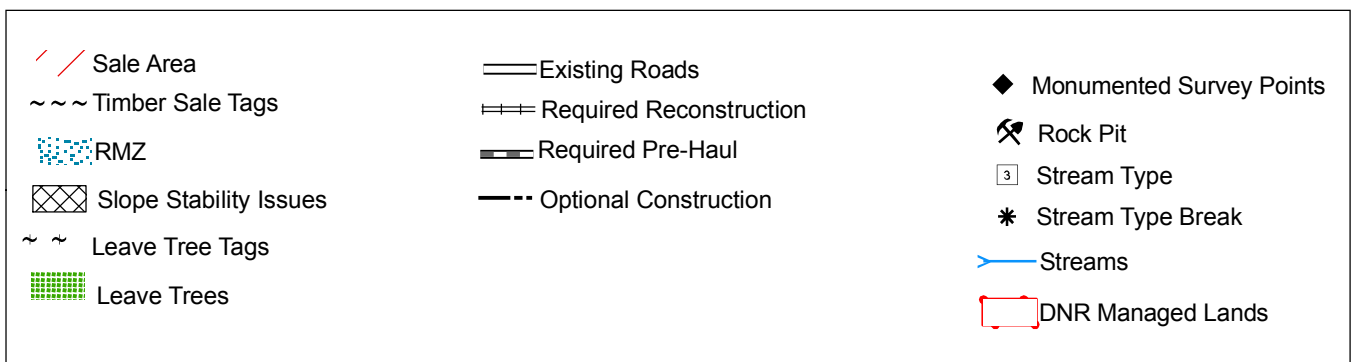 Sale Area
Timber Sale Tags
RMZ
Slope Stability Issues
Leave Tree Tags
Leave Trees
Existing Roads
Required Reconstruction
Required Pre-Haul
Optional Construction
Monumented Survey Points
Rock Pit
3 Stream Type
Stream Type Break
Streams
DNR Managed Lands